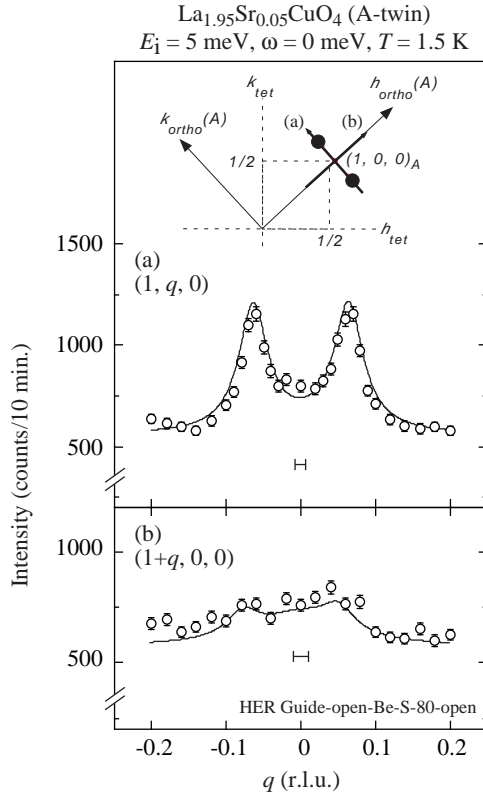 La1.95Sr0.05CuO4 (A-twin)
Ei = 5 meV, ω= 0 meV, T = 1.5 K
ktet
hortho(A)
kortho(A)
(a)
(b)
1/2
(1, 0, 0)A
1/2
htet
1500
(a)
(1, q, 0)
1000
500
Intensity (counts/10 min.)
(b)
(1+q, 0, 0)
1000
500
HER Guide-open-Be-S-80-open
-0.2 -0.1 0 0.1 0.2
q (r.l.u.)